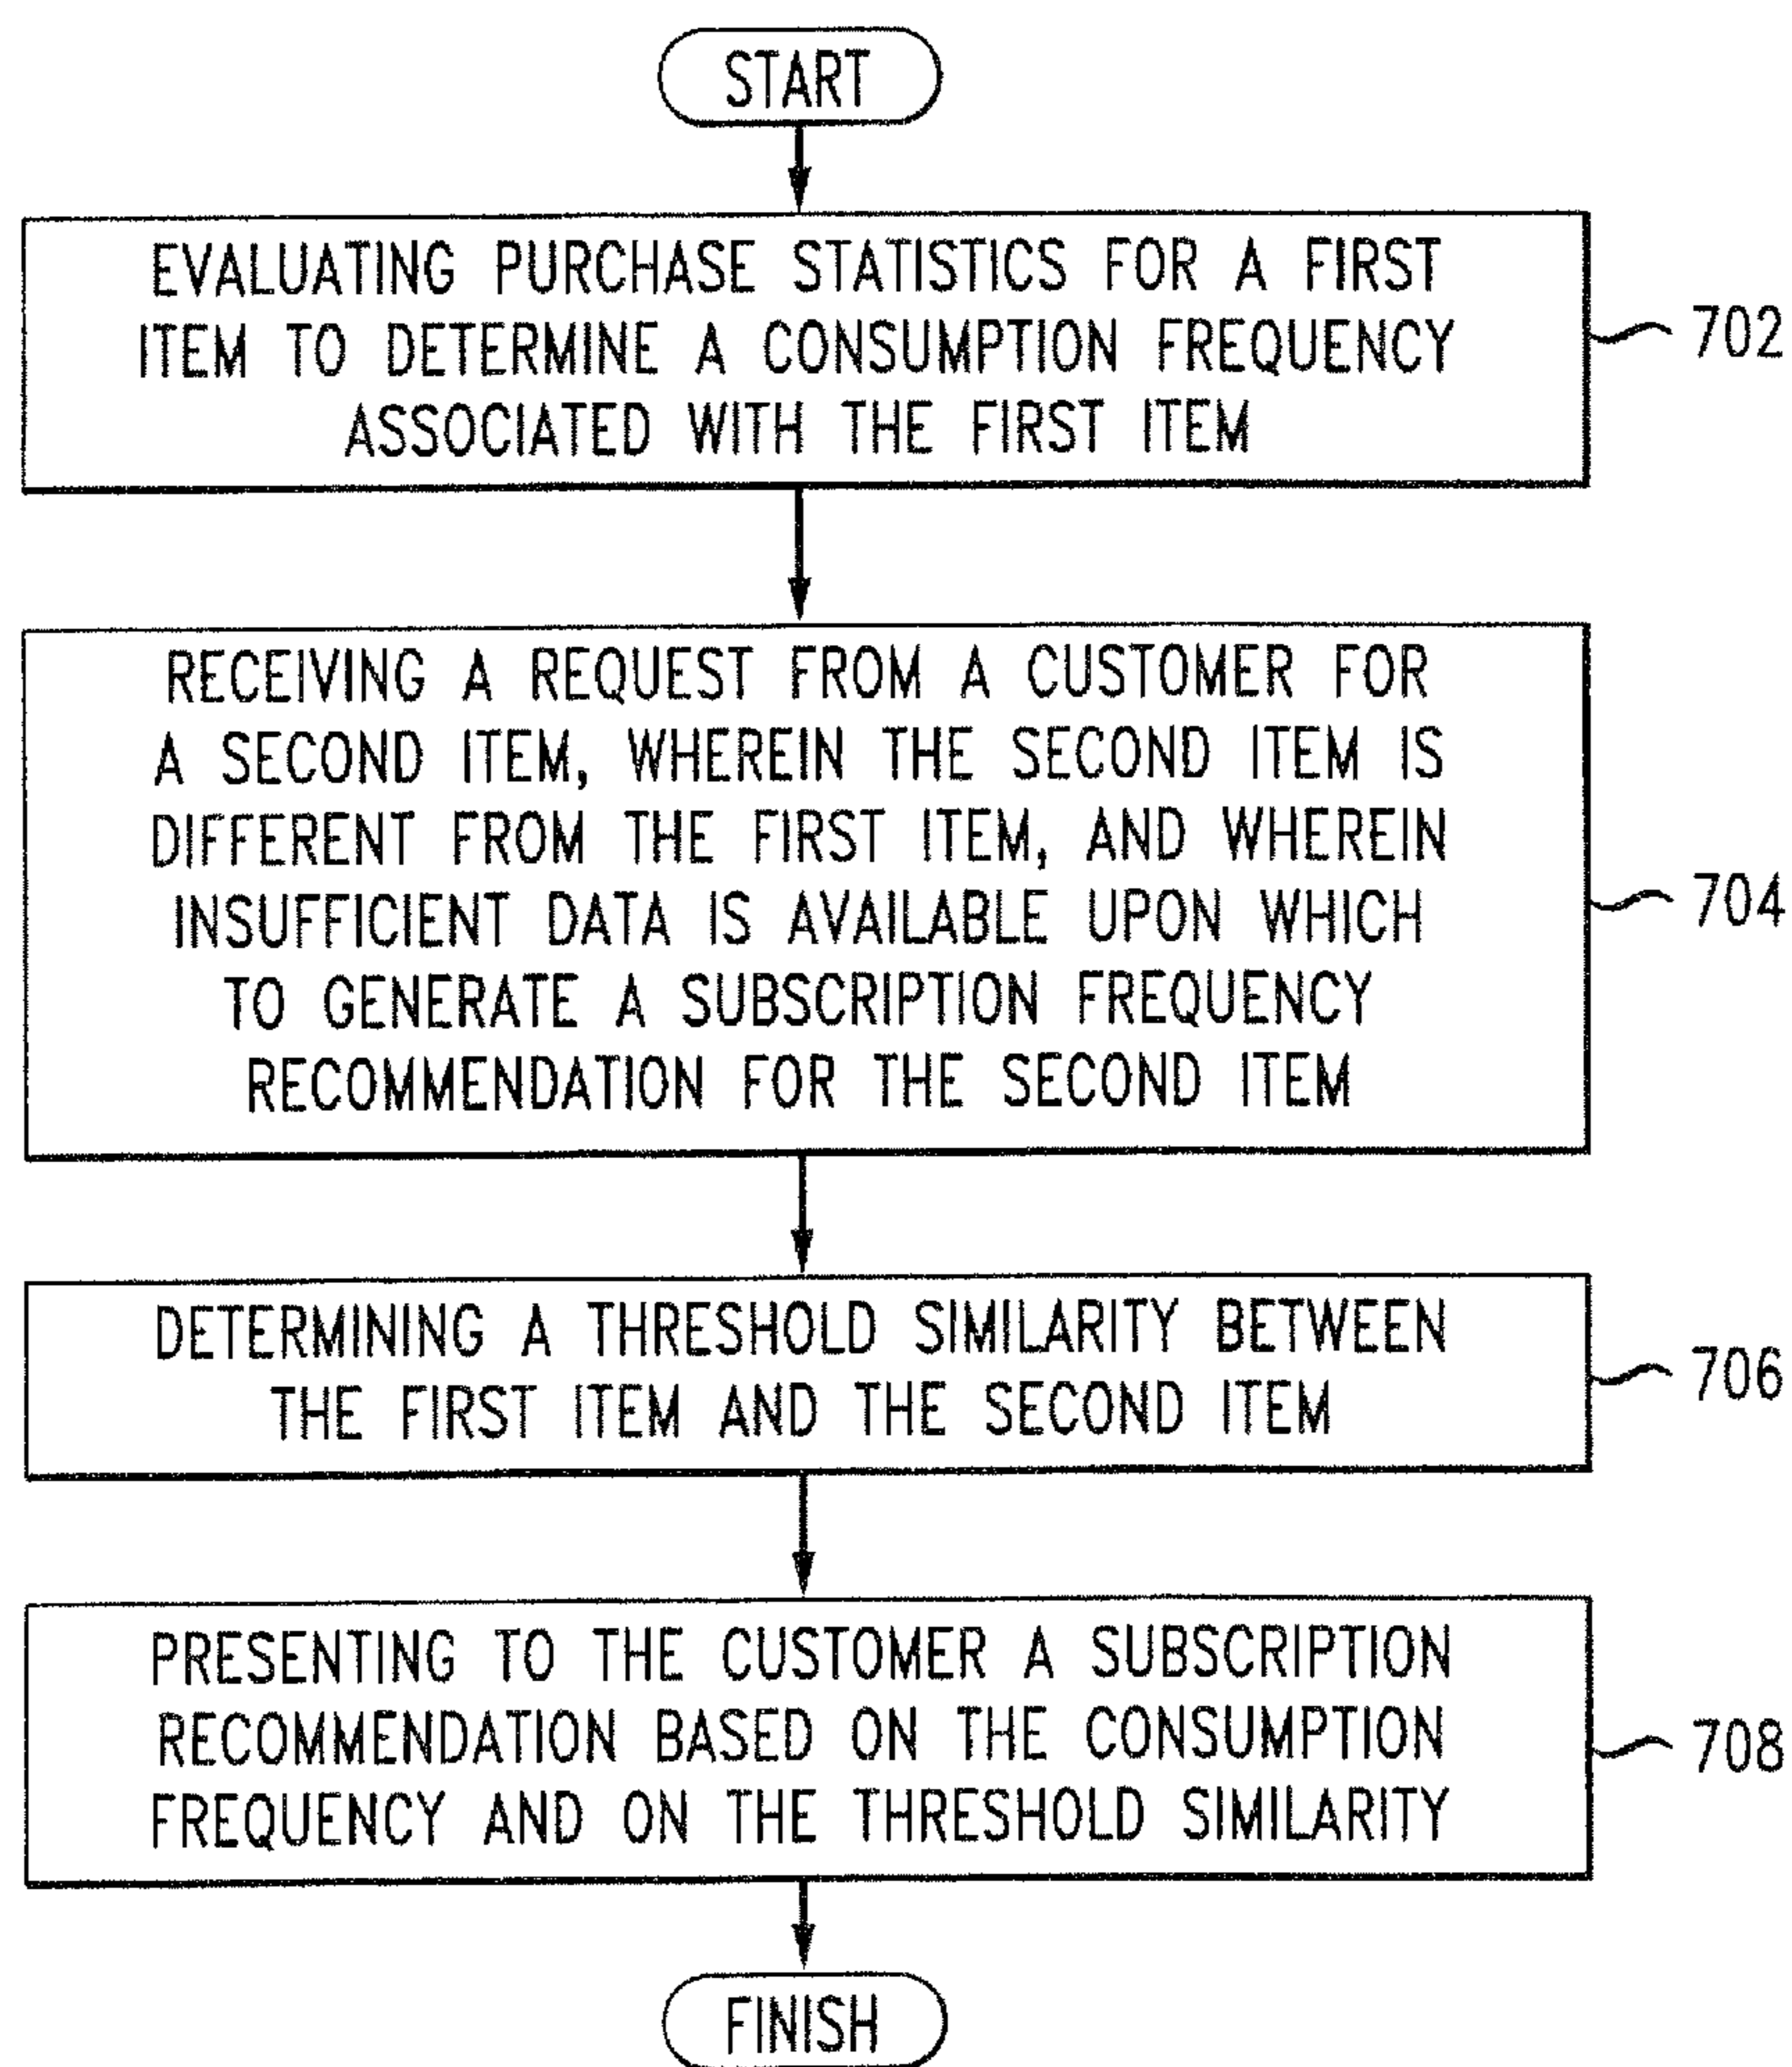 START
EVALUATING PURCHASE STATISTICS FOR A FIRST
ITEM TO DETERMINE A CONSUMPTION FREQUENCY
ASSOCIATED WITH THE FIRST ITEM
702
RECEIVING A REQUEST FROM A CUSTOMER FOR
A SECOND ITEM, WHEREIN THE SECOND ITEM IS
DIFFERENT FROM THE FIRST ITEM, AND WHEREIN
INSUFFICIENT DATA IS AVAILABLE UPON WHICH
TO GENERATE A SUBSCRIPTION FREQUENCY
RECOMMENDATION FOR THE SECOND ITEM
704
DETERMINING A THRESHOLD SIMILARITY BETWEEN
THE FIRST ITEM AND THE SECOND ITEM
706
PRESENTING TO THE CUSTOMER A SUBSCRIPTION
RECOMMENDATION BASED ON THE CONSUMPTION
FREQUENCY AND ON THE THRESHOLD SIMILARITY
708
FINISH